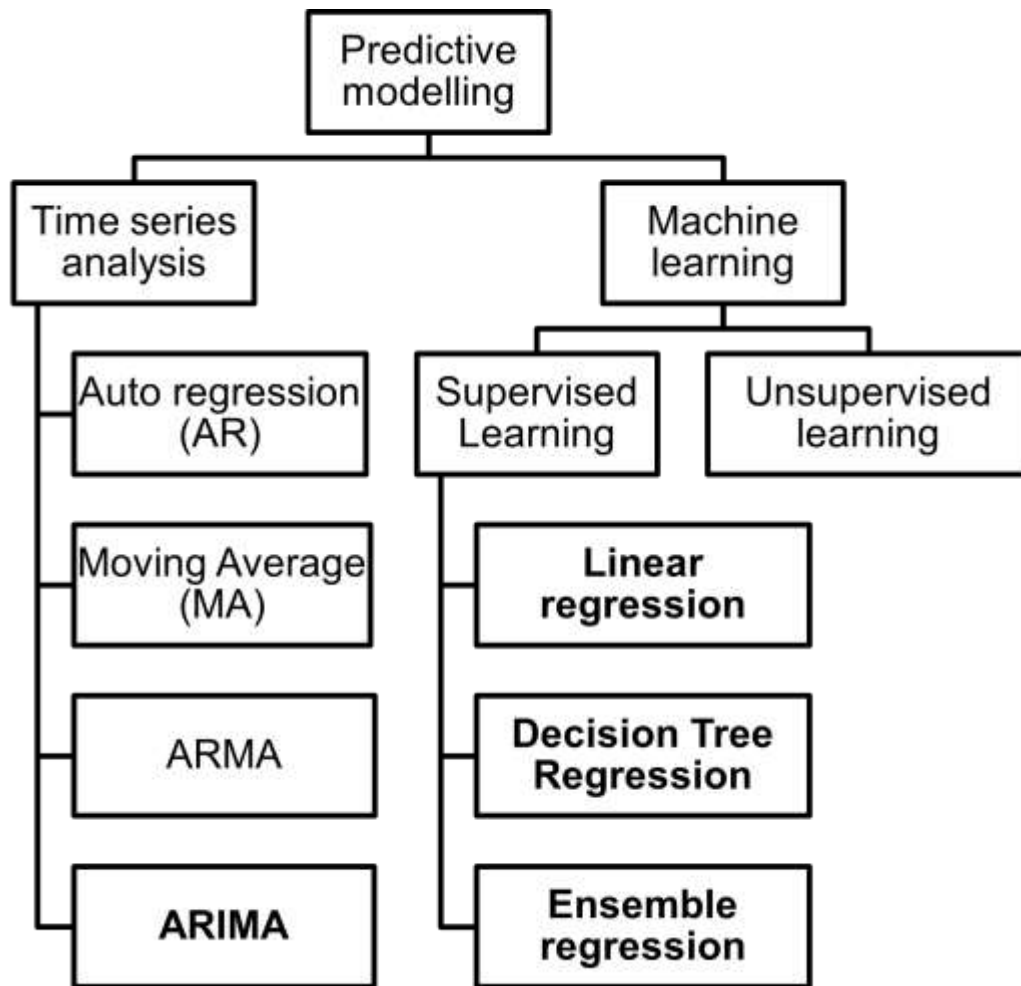 Predictive
modelling
Time series
analysis
Machine
learning
Auto regression
(AR)
Supervised
Learning
Unsupervised
learning
Moving Average
(MA)
Linear
regression
ARMA
Decision Tree
Regression
ARIMA
Ensemble
regression